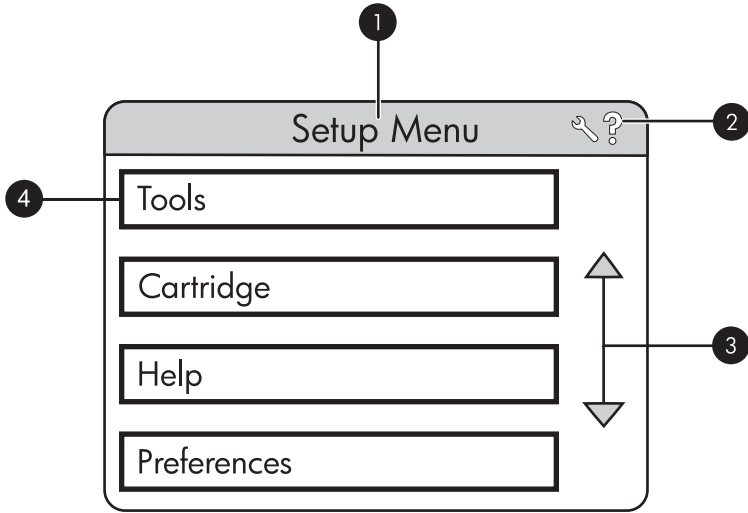 1
Setup Menu ?
2
4
Tools
Cartridge
3
Help
Preferences